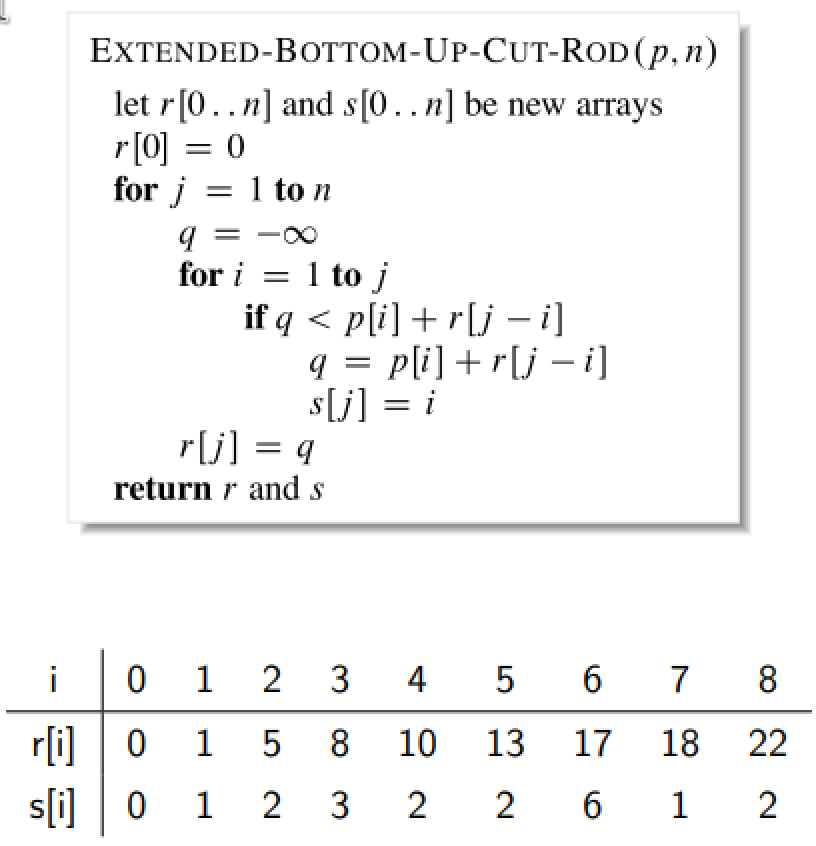 EXTENDED-BOTTOM-UP-CUT-ROD(p, n)
let r[0..n] and s[0..n] be new arrays
r[0] = 0
for j = 1 to n
q = −∞
for i = 1 to j
if q < p[i] + r[j − i]
q = p[i] + r[j − i]
s[j] = i
r[j] = q
return r and s
i 0 1 2 3 4 5 6 7 8
r[i] 0 1 5 8 10 13 17 18 22
s[i] 0 1 2 3 2 2 6 1 2